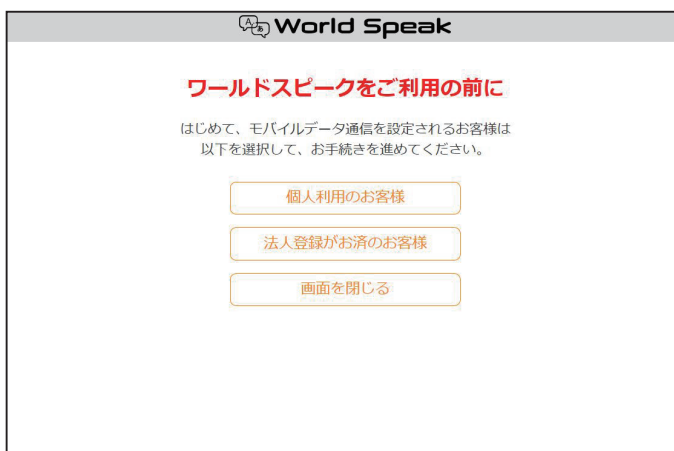 Aあ World Speak
ワールドスピークをご利用の前に
はじめて、モバイルデータ通信を設定されるお客様は
以下を選択して、お手続きを進めてください。
個人利用のお客様
法人登録がお済のお客様
画面を閉じる